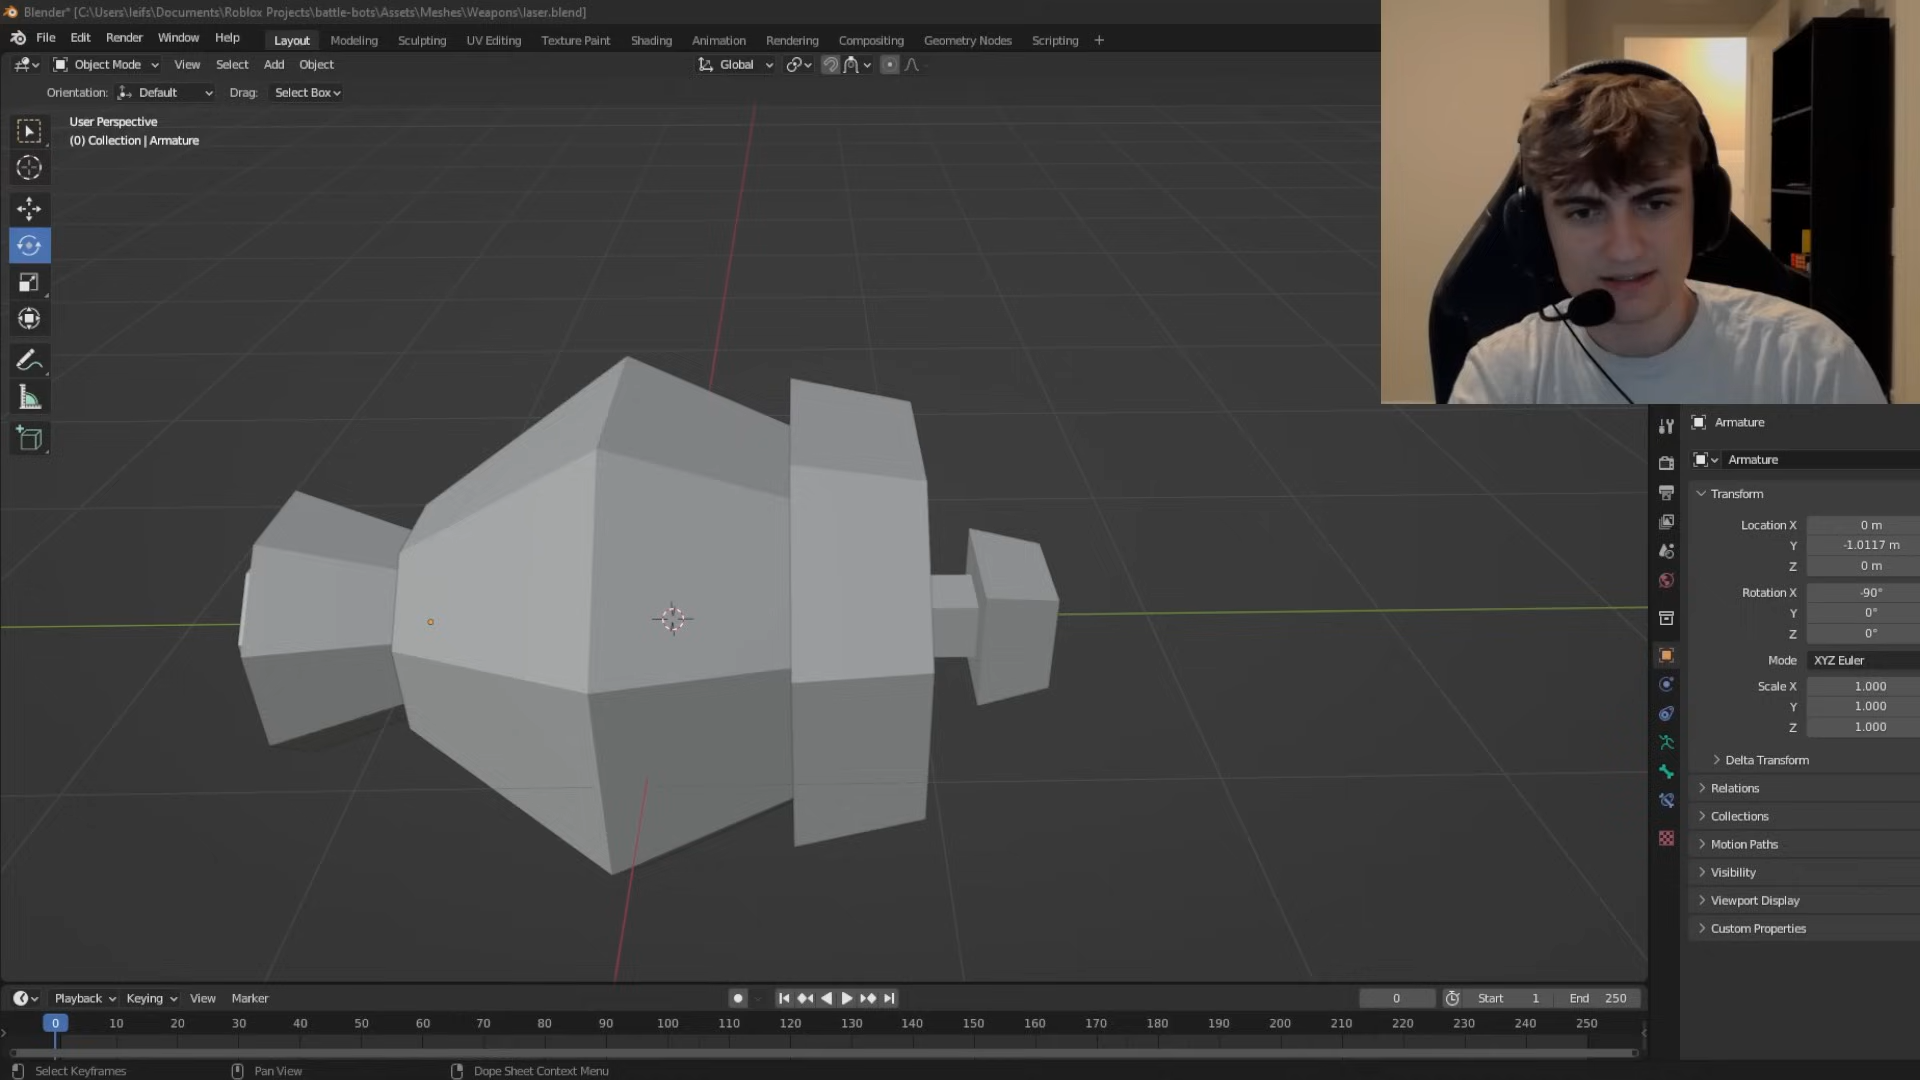 Blender* [C:\Users\leifs\Documents\Roblox Projects\battle-bots\Assets\Meshes\Weapons\laser.blend]
File Edit Render Window Help Layout Modeling Sculpting UV Editing Texture Paint Shading Animation Rendering Compositing Geometry Nodes Scripting +
Object Mode View Select Add Object Global
Orientation: Default Drag: Select Box
User Perspective
(0) Collection | Armature
Armature
Armature
Transform
Location X 0 m
Y -1.0117 m
Z 0 m
Rotation X -90°
Y 0°
Z 0°
Mode XYZ Euler
Scale X 1.000
Y 1.000
Z 1.000
Delta Transform
Relations
Collections
Motion Paths
Visibility
Viewport Display
Custom Properties
Playback Keying View Marker 0 Start 1 End 250
0 10 20 30 40 50 60 70 80 90 100 110 120 130 140 150 160 170 180 190 200 210 220 230 240 250
Select Keyframes Pan View Dope Sheet Context Menu